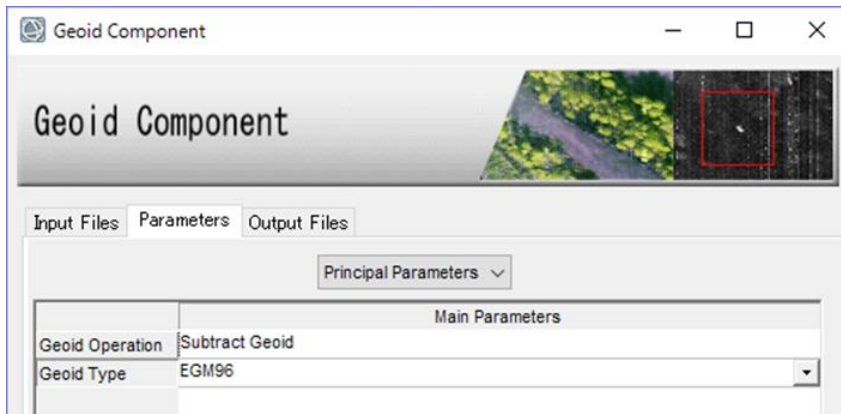 Geoid Component
Geoid Component
Input Files Parameters Output Files
Principal Parameters
Main Parameters
Geoid Operation Subtract Geoid
Geoid Type EGM96